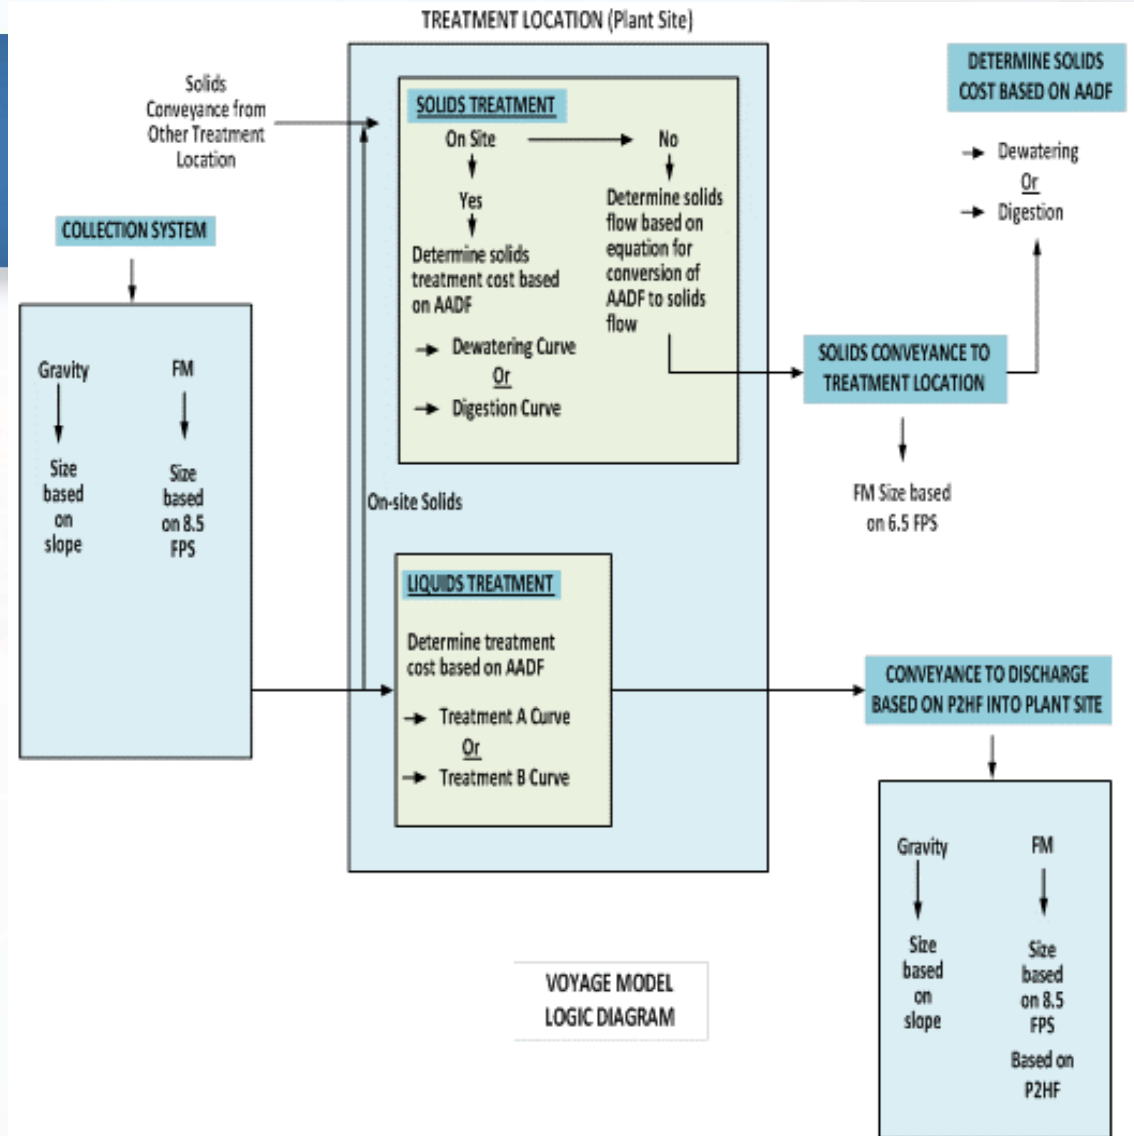 TREATMENT LOCATION (Plant Site)
Solids
Conveyance from
Other Treatment
Location
COLLECTION SYSTEM
Gravity
Size
based
on
slope
FM
Size
based
on 8.5
FPS
SOLIDS TREATMENT
On Site
No
Yes
Determine solids
treatment cost based
on AADF
Dewatering Curve
Or
Digestion Curve
Determine solids
flow based on
equation for
conversion of
AADF to solids
flow
On-site Solids
LIQUIDS TREATMENT
Determine treatment
cost based on AADF
Treatment A Curve
Or
Treatment B Curve
DETERMINE SOLIDS
COST BASED ON AADF
Dewatering
Or
Digestion
SOLIDS CONVEYANCE TO
TREATMENT LOCATION
FM Size based
on 6.5 FPS
CONVEYANCE TO DISCHARGE
BASED ON P2HF INTO PLANT SITE
Gravity
Size
based
on
slope
FM
Size
based
on 8.5
FPS
Based on
P2HF
VOYAGE MODEL
LOGIC DIAGRAM